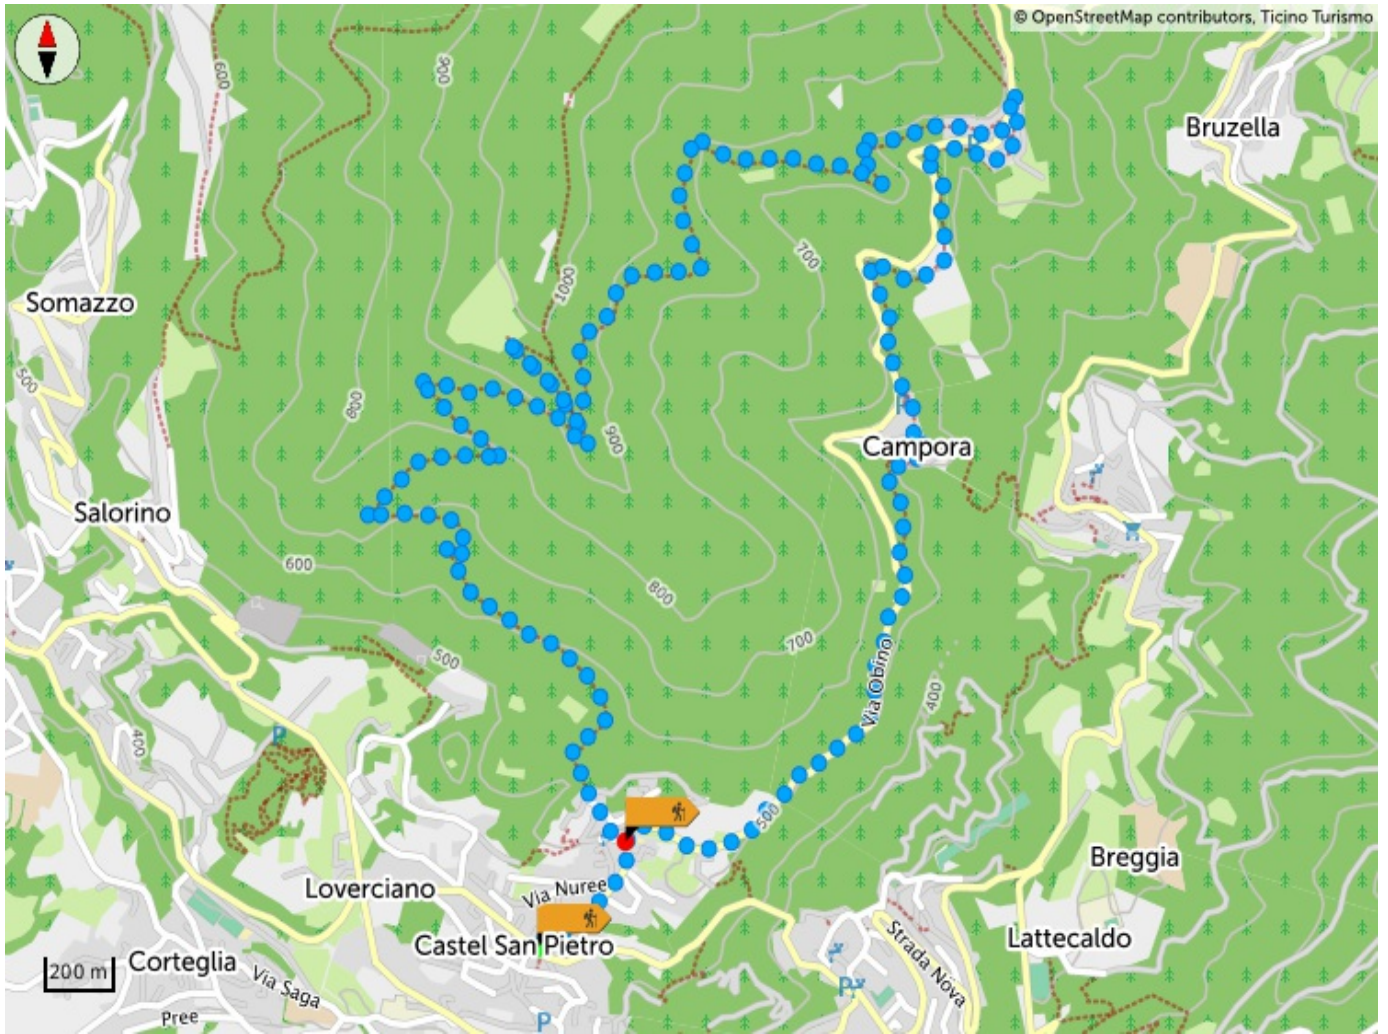 © OpenStreetMap contributors, Ticino Turismo
600
900
Bruzella
700
1000
Somazzo
500
800
900
Campora
Salorino
600
800
700
500
400
Via Obino
400
500
Breggia
Loverciano
Via Nuree
Castel San Pietro
Strada Nova
Lattecaldo
200 m
Corteglia
Via Saga
Pree
P
P
P
P
P